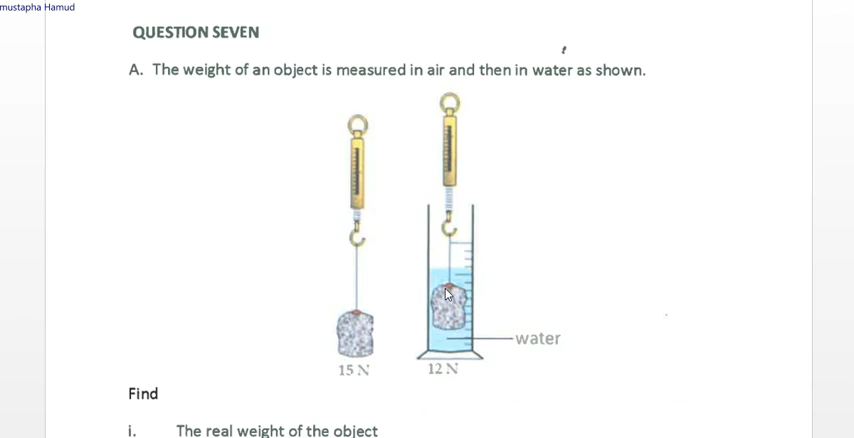 mustapha Hamud
QUESTION SEVEN
A. The weight of an object is measured in air and then in water as shown.
water
15 N
12 N
Find
i. The real weight of the object